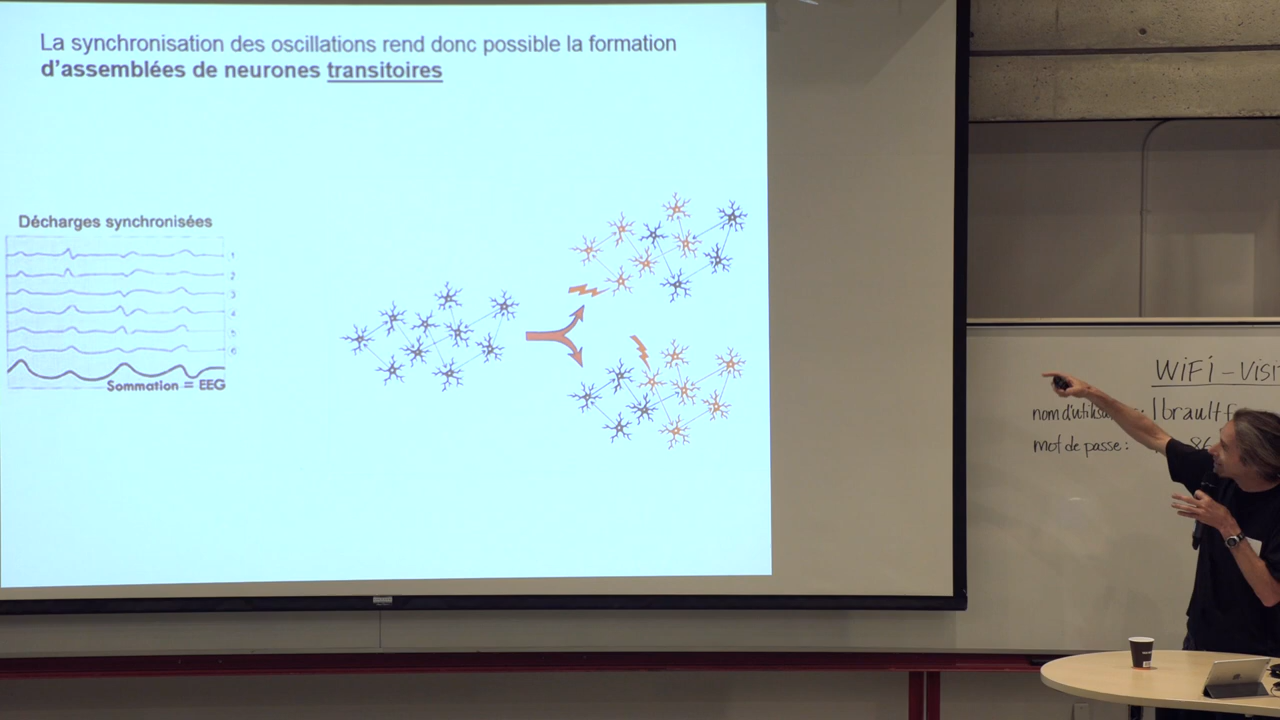 La synchronisation des oscillations rend donc possible la formation
d'assemblées de neurones transitoires
Décharges synchronisées
1
2
3
4
5
6
Sommation = EEG
WiFi - Visi
nom d'utilisa :
mot de passe :